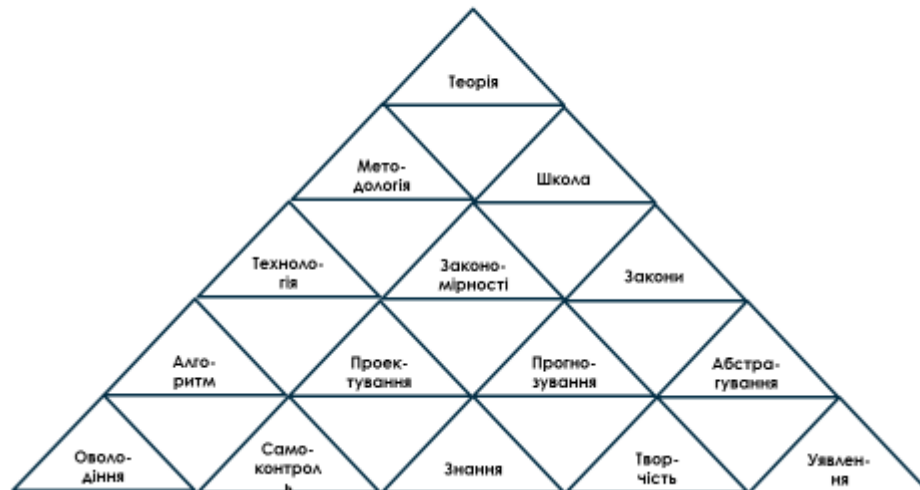 Теорія
Мето-
дологія
Школа
Техноло-
гія
Законо-
мірності
Закони
Алго-
ритм
Проек-
тування
Прогно-
зування
Абстра-
гування
Оволо-
діння
Само-
контрол
ь
Знання
Твор-
чість
Уявлен-
ня